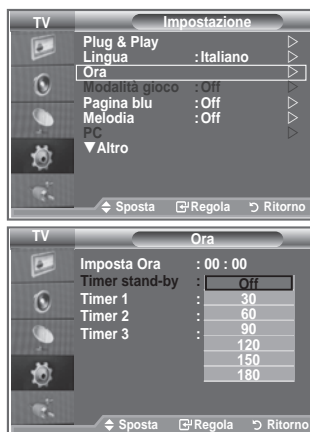 TV Impostazione
Plug & Play
Lingua : Italiano
Ora
Modalità gioco : Off
Pagina blu : Off
Melodia : Off
PC
▼Altro
Sposta Regola Ritorno
TV Ora
Imposta Ora : 00 : 00
Timer stand-by : Off
Timer 1 : 30
Timer 2 : 60
Timer 3 : 90
120
150
180
Sposta Regola Ritorno